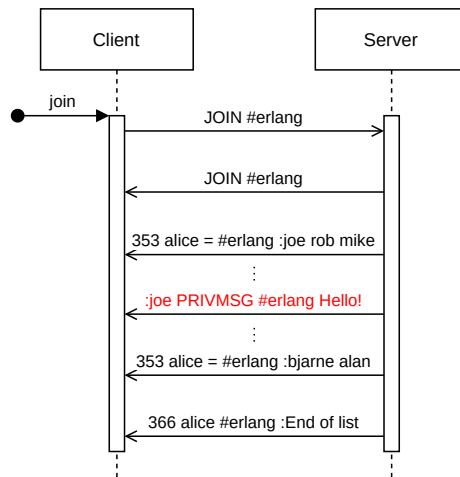 Client
Server
join
JOIN #erlang
JOIN #erlang
353 alice = #erlang :joe rob mike
⋮
:joe PRIVMSG #erlang Hello!
⋮
353 alice = #erlang :bjarne alan
366 alice #erlang :End of list